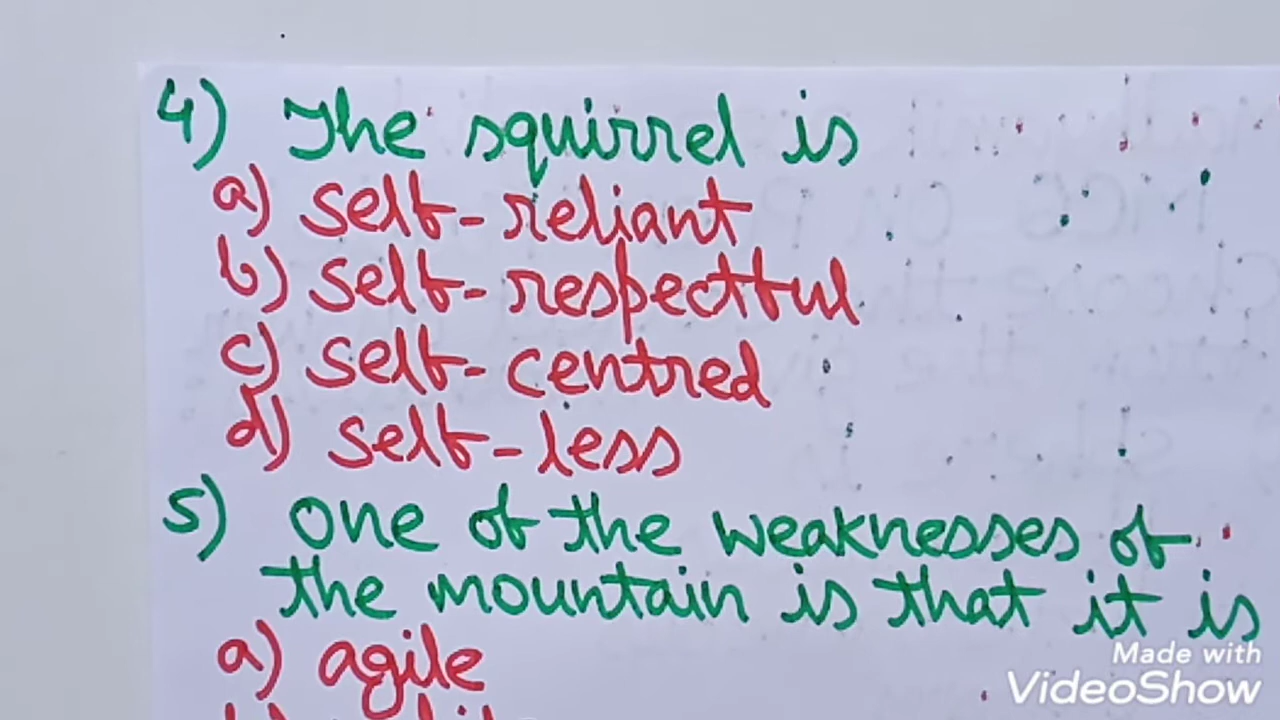 4) The squirrel is
a) self-reliant
b) self-respectful
c) self-centred
d) self-less
5) One of the weaknesses of
the mountain is that it is
a) agile
Made with
VideoShow